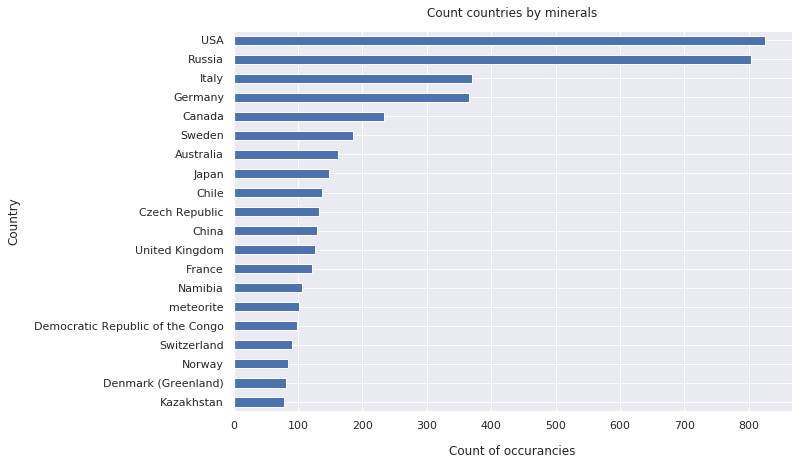 Count countries by minerals
Country
USA
Russia
Italy
Germany
Canada
Sweden
Australia
Japan
Chile
Czech Republic
China
United Kingdom
France
Namibia
meteorite
Democratic Republic of the Congo
Switzerland
Norway
Denmark (Greenland)
Kazakhstan
0 100 200 300 400 500 600 700 800
Count of occurancies